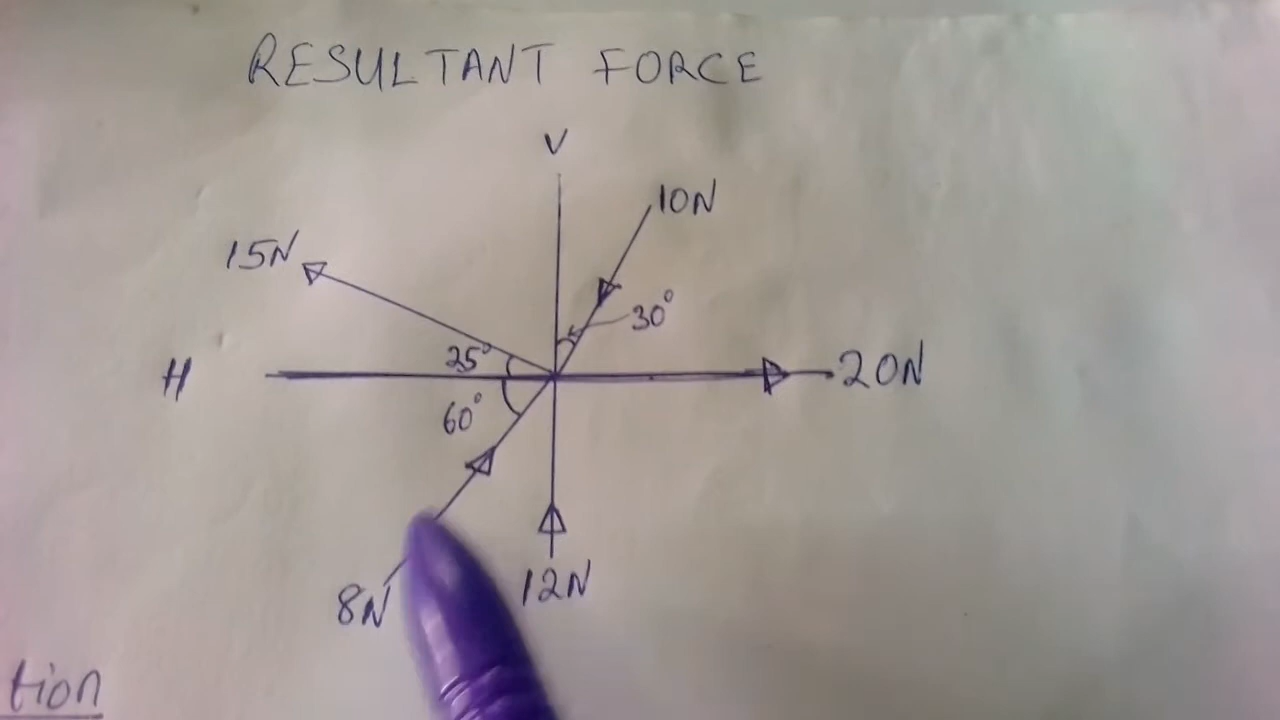 RESULTANT FORCE
V
10N
15N
30°
25°
H
20N
60°
8N
12N
tion